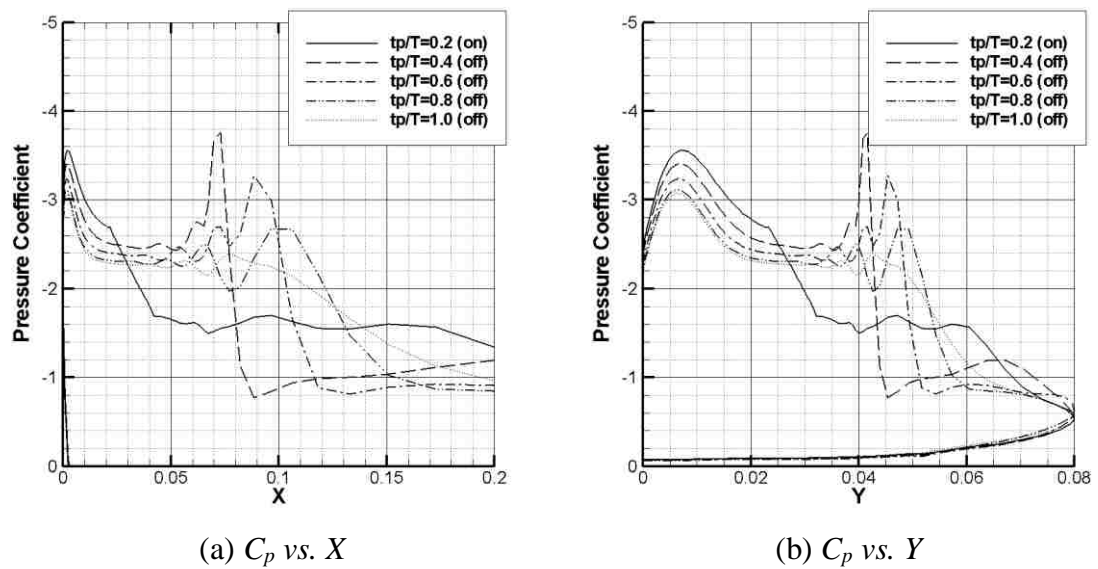 -5
-4
-3
-2
-1
0
Pressure Coefficient
0 0.05 0.1 0.15 0.2
X
tp/T=0.2 (on)
tp/T=0.4 (off)
tp/T=0.6 (off)
tp/T=0.8 (off)
tp/T=1.0 (off)
(a) Cp vs. X
-5
-4
-3
-2
-1
0
Pressure Coefficient
0 0.02 0.04 0.06 0.08
Y
tp/T=0.2 (on)
tp/T=0.4 (off)
tp/T=0.6 (off)
tp/T=0.8 (off)
tp/T=1.0 (off)
(b) Cp vs. Y